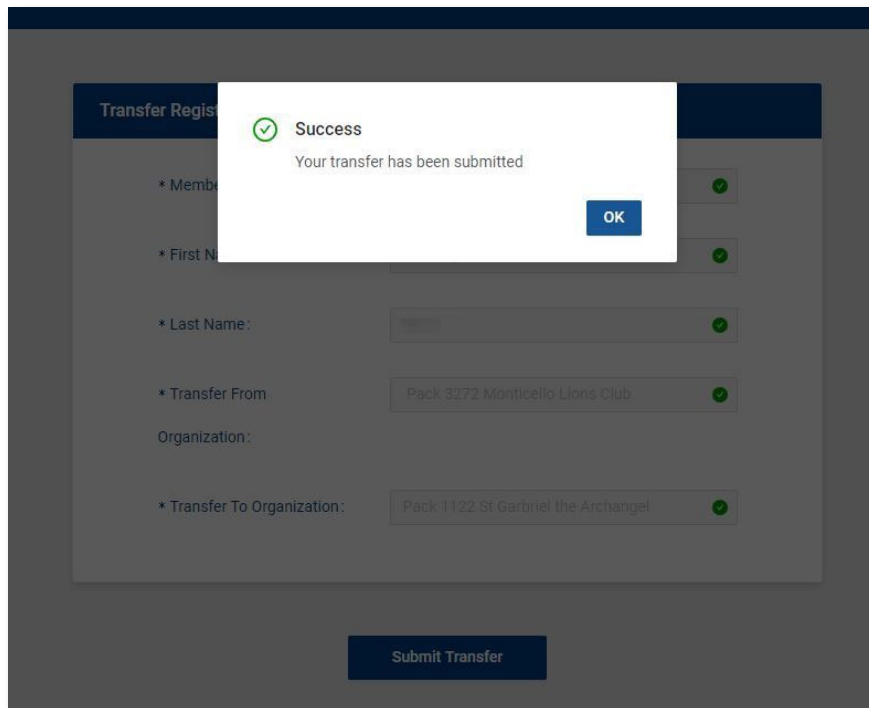 Transfer Regist
Success
Your transfer has been submitted
OK
* Membe
* First Na
* Last Name:
* Transfer From
Organization:
Pack 3272 Monticello Lions Club
* Transfer To Organization:
Pack 1122 St Garbriel the Archangel
Submit Transfer